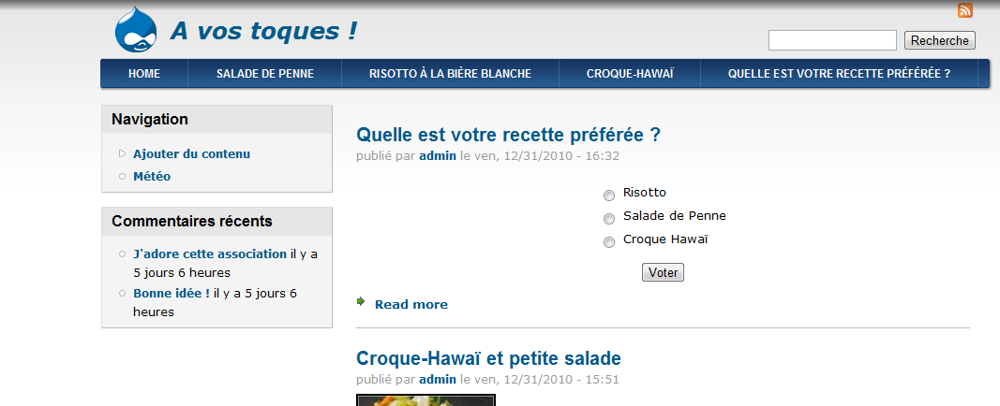 A vos toques !
Recherche
HOME SALADE DE PENNE RISOTTO À LA BIÈRE BLANCHE CROQUE-HAWAÏ QUELLE EST VOTRE RECETTE PRÉFÉRÉE ?
Navigation
Ajouter du contenu
Météo
Commentaires récents
J'adore cette association il y a
5 jours 6 heures
Bonne idée ! il y a 5 jours 6
heures
Quelle est votre recette préférée ?
publié par admin le ven, 12/31/2010 - 16:32
Risotto
Salade de Penne
Croque Hawaï
Voter
Read more
Croque-Hawaï et petite salade
publié par admin le ven, 12/31/2010 - 15:51